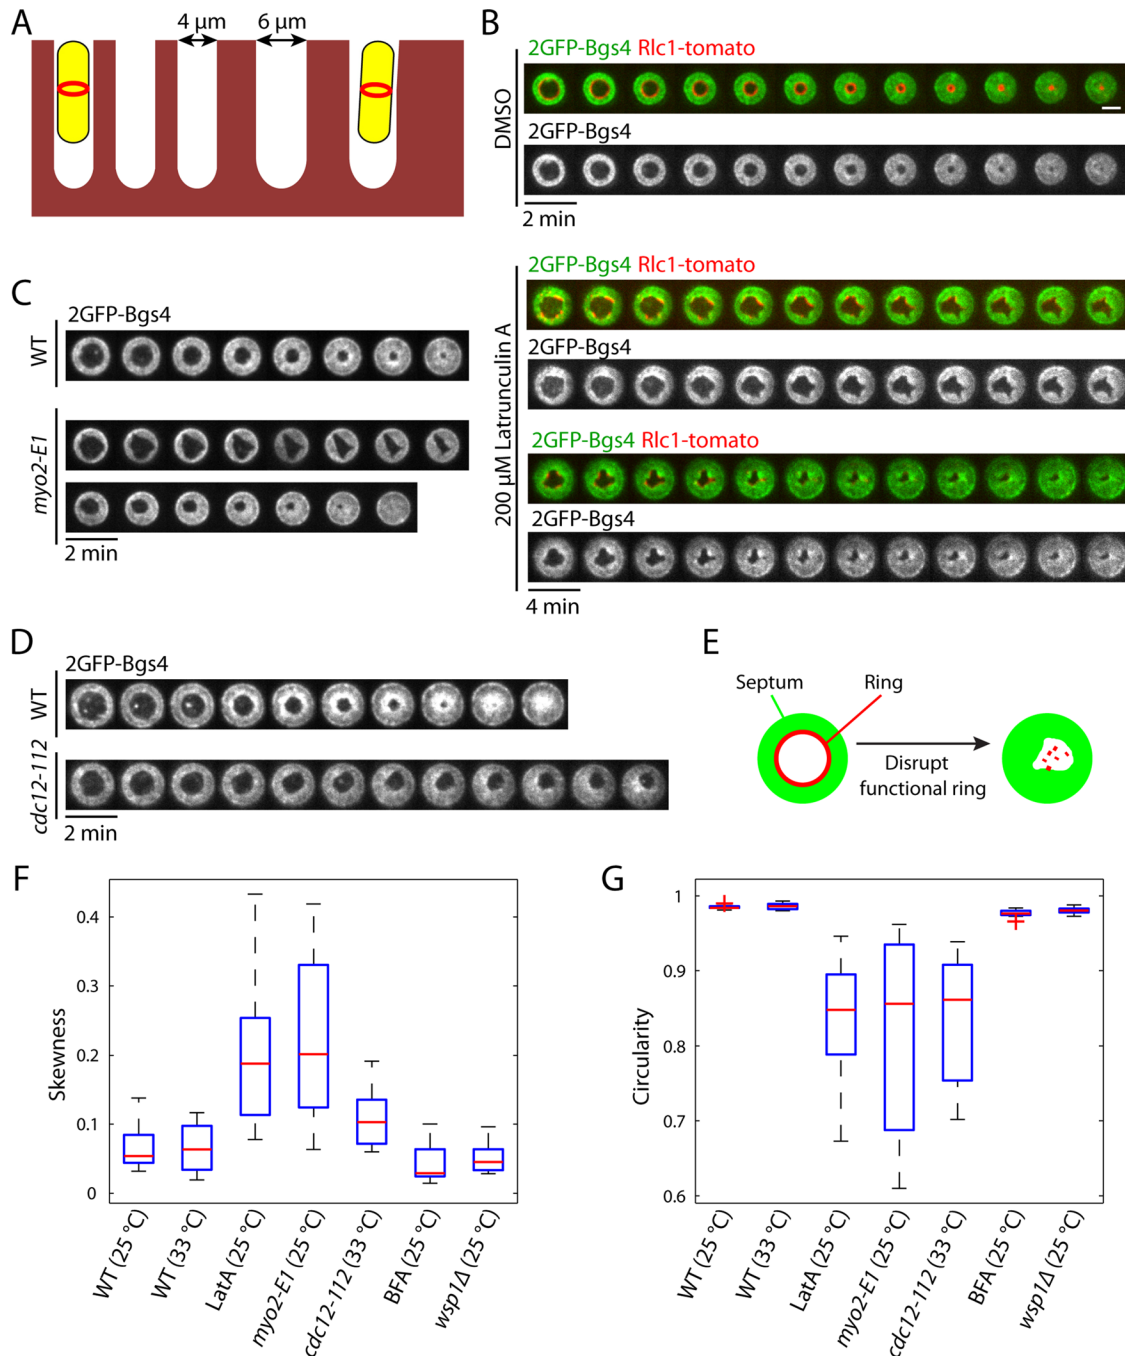 A
4 µm
6 µm
B
2GFP-Bgs4 Rlc1-tomato
DMSO
2GFP-Bgs4
2 min
200 µM Latrunculin A
2GFP-Bgs4 Rlc1-tomato
2GFP-Bgs4
2GFP-Bgs4 Rlc1-tomato
2GFP-Bgs4
4 min
C
2GFP-Bgs4
WT
myo2-E1
2 min
D
2GFP-Bgs4
WT
cdc12-112
2 min
E
Septum
Ring
Disrupt
functional ring
F
Skewness
0.4
0.3
0.2
0.1
0
WT (25 °C)
WT (33 °C)
LatA (25 °C)
myo2-E1 (25 °C)
cdc12-112 (33 °C)
BFA (25 °C)
wsp1Δ (25 °C)
G
Circularity
1
0.9
0.8
0.7
0.6
WT (25 °C)
WT (33 °C)
LatA (25 °C)
myo2-E1 (25 °C)
cdc12-112 (33 °C)
BFA (25 °C)
wsp1Δ (25 °C)